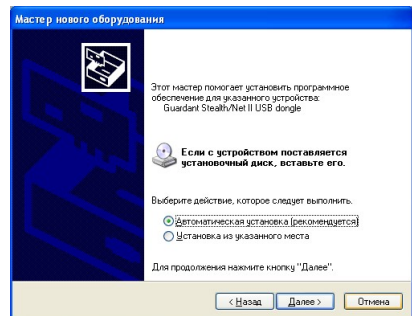 Мастер нового оборудования
Этот мастер помогает установить программное
обеспечение для указанного устройства:
Guardant Stealth/Net II USB dongle
Если с устройством поставляется
установочный диск, вставьте его.
Выберите действие, которое следует выполнить.
Автоматическая установка (рекомендуется)
Установка из указанного места
Для продолжения нажмите кнопку "Далее".
< Назад
Далее >
Отмена